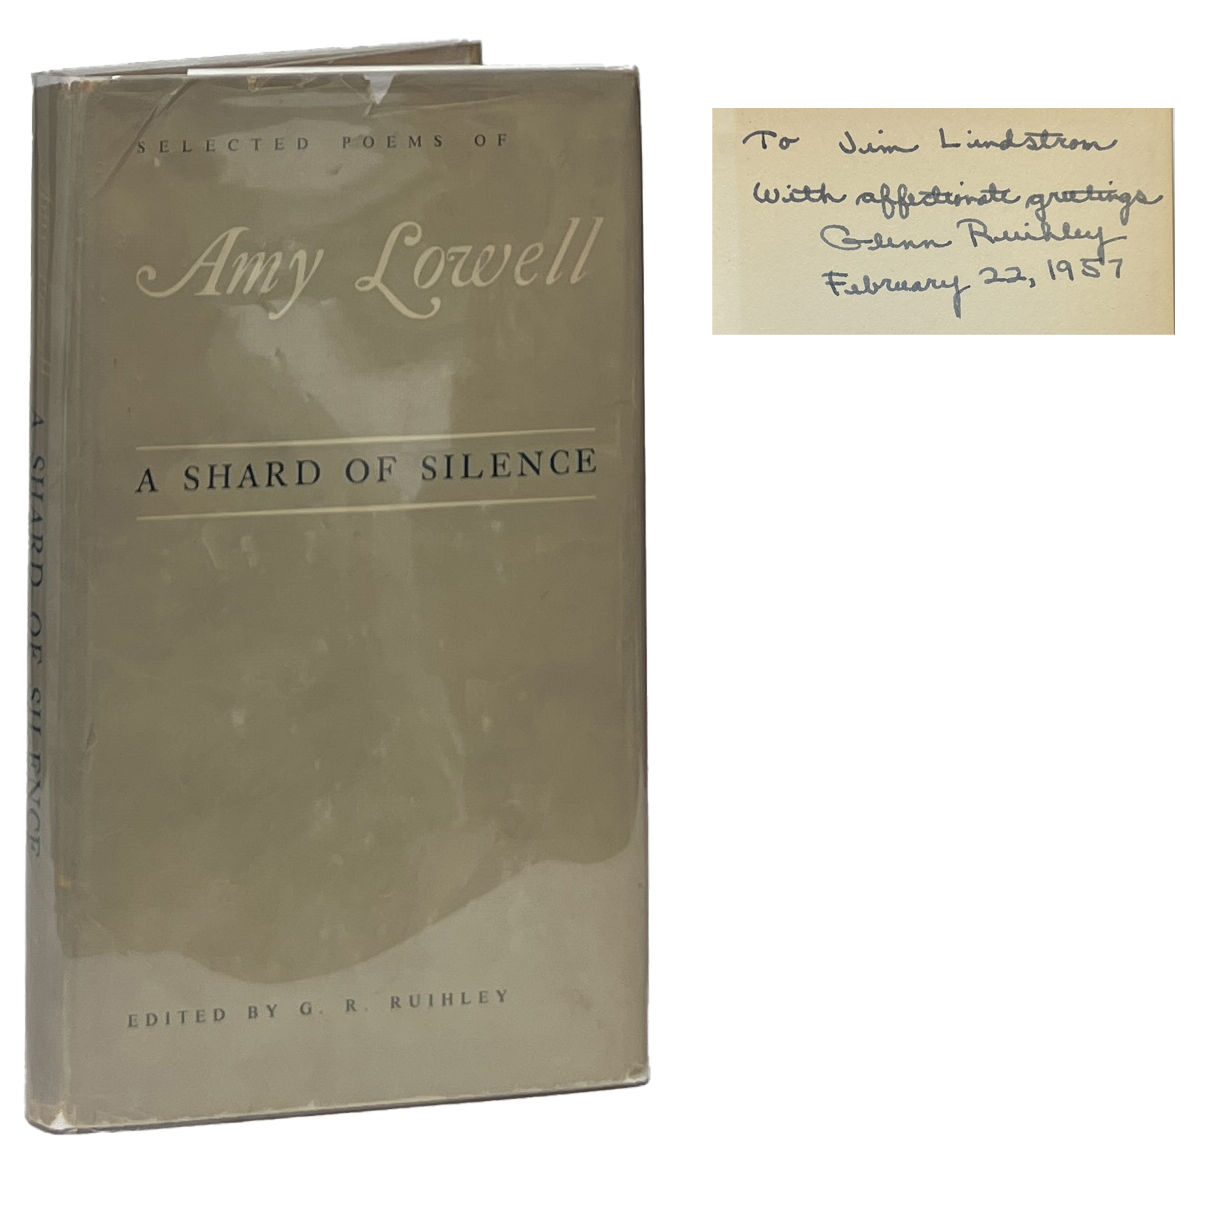 SELECTED POEMS OF
Amy Lowell
A SHARD OF SILENCE
EDITED BY G. R. RUIHLEY
A SHARD OF SILENCE
To Jim Lindstrom
With affectionate greetings
Glenn Ruihley
February 22, 1957